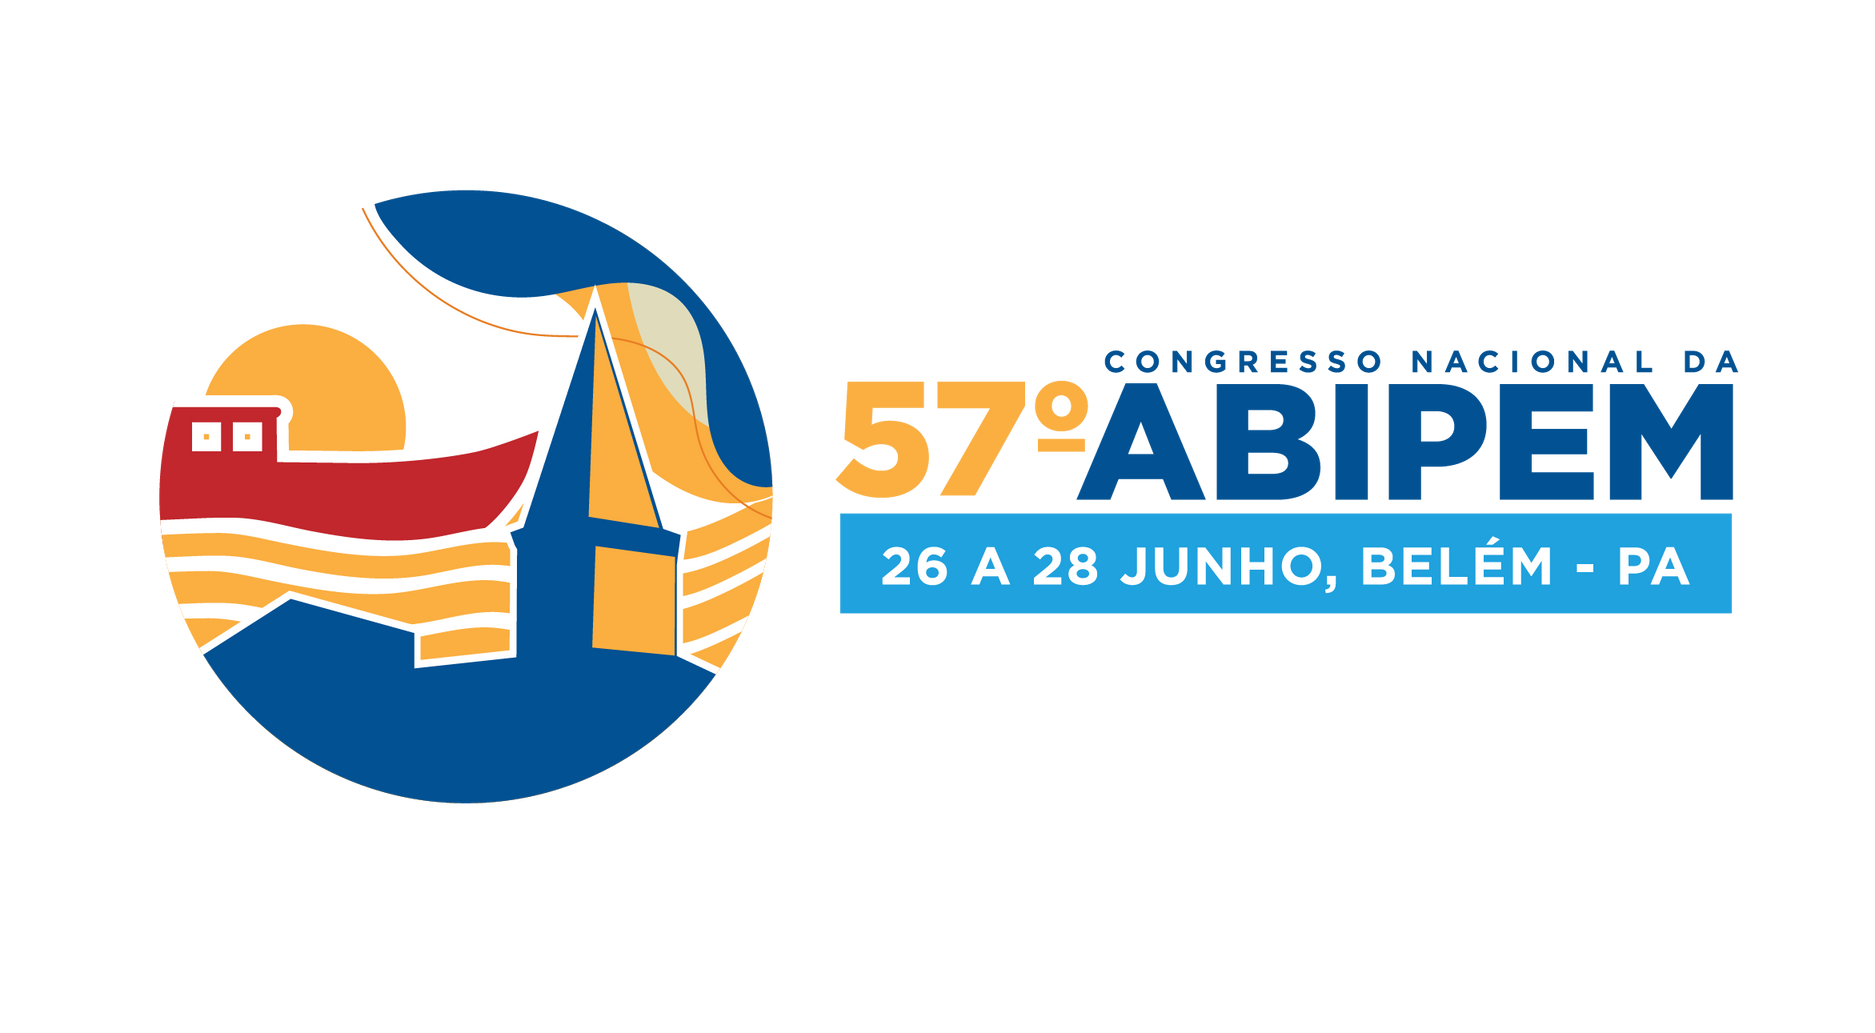 CONGRESSO NACIONAL DA
57º ABIPEM
26 A 28 JUNHO, BELÉM - PA